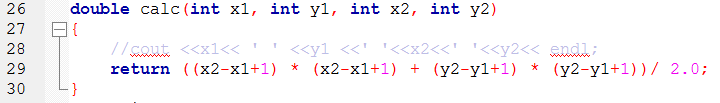 26 double calc(int x1, int y1, int x2, int y2)
27 {
28 //cout <<x1<< ' ' <<y1 <<' '<<x2<<' '<<y2<< endl;
29 return ((x2-x1+1) * (x2-x1+1) + (y2-y1+1) * (y2-y1+1))/ 2.0;
30 }